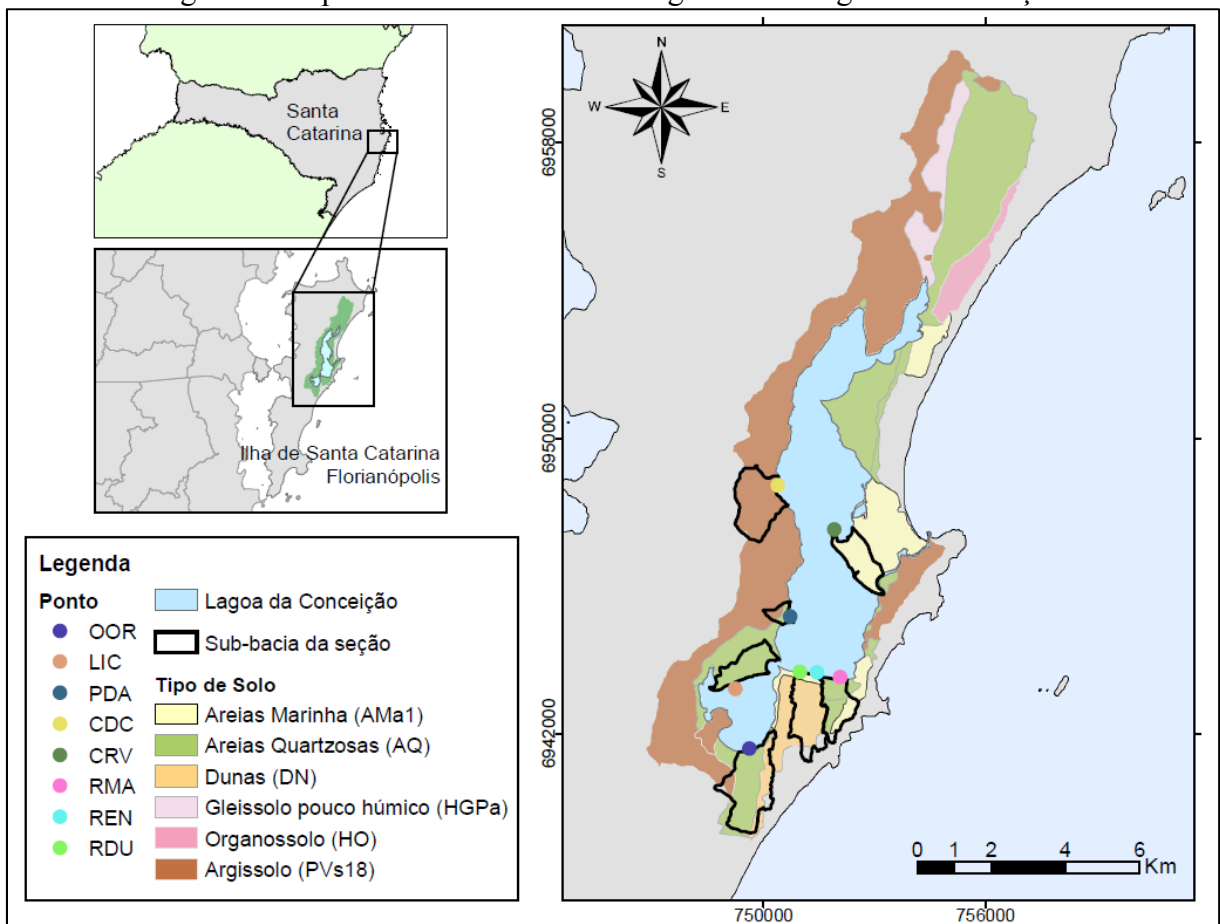 Santa
Catarina
Ilha de Santa Catarina
Florianópolis
Legenda
Ponto
OOR
LIC
PDA
CDC
CRV
RMA
REN
RDU
Lagoa da Conceição
Sub-bacia da seção
Tipo de Solo
Areias Marinha (AMa1)
Areias Quartzosas (AQ)
Dunas (DN)
Gleissolo pouco húmico (HGPa)
Organossolo (HO)
Argissolo (PVs18)
N
W
E
S
6958000
6950000
6942000
750000
756000
0 1 2 4 6
Km